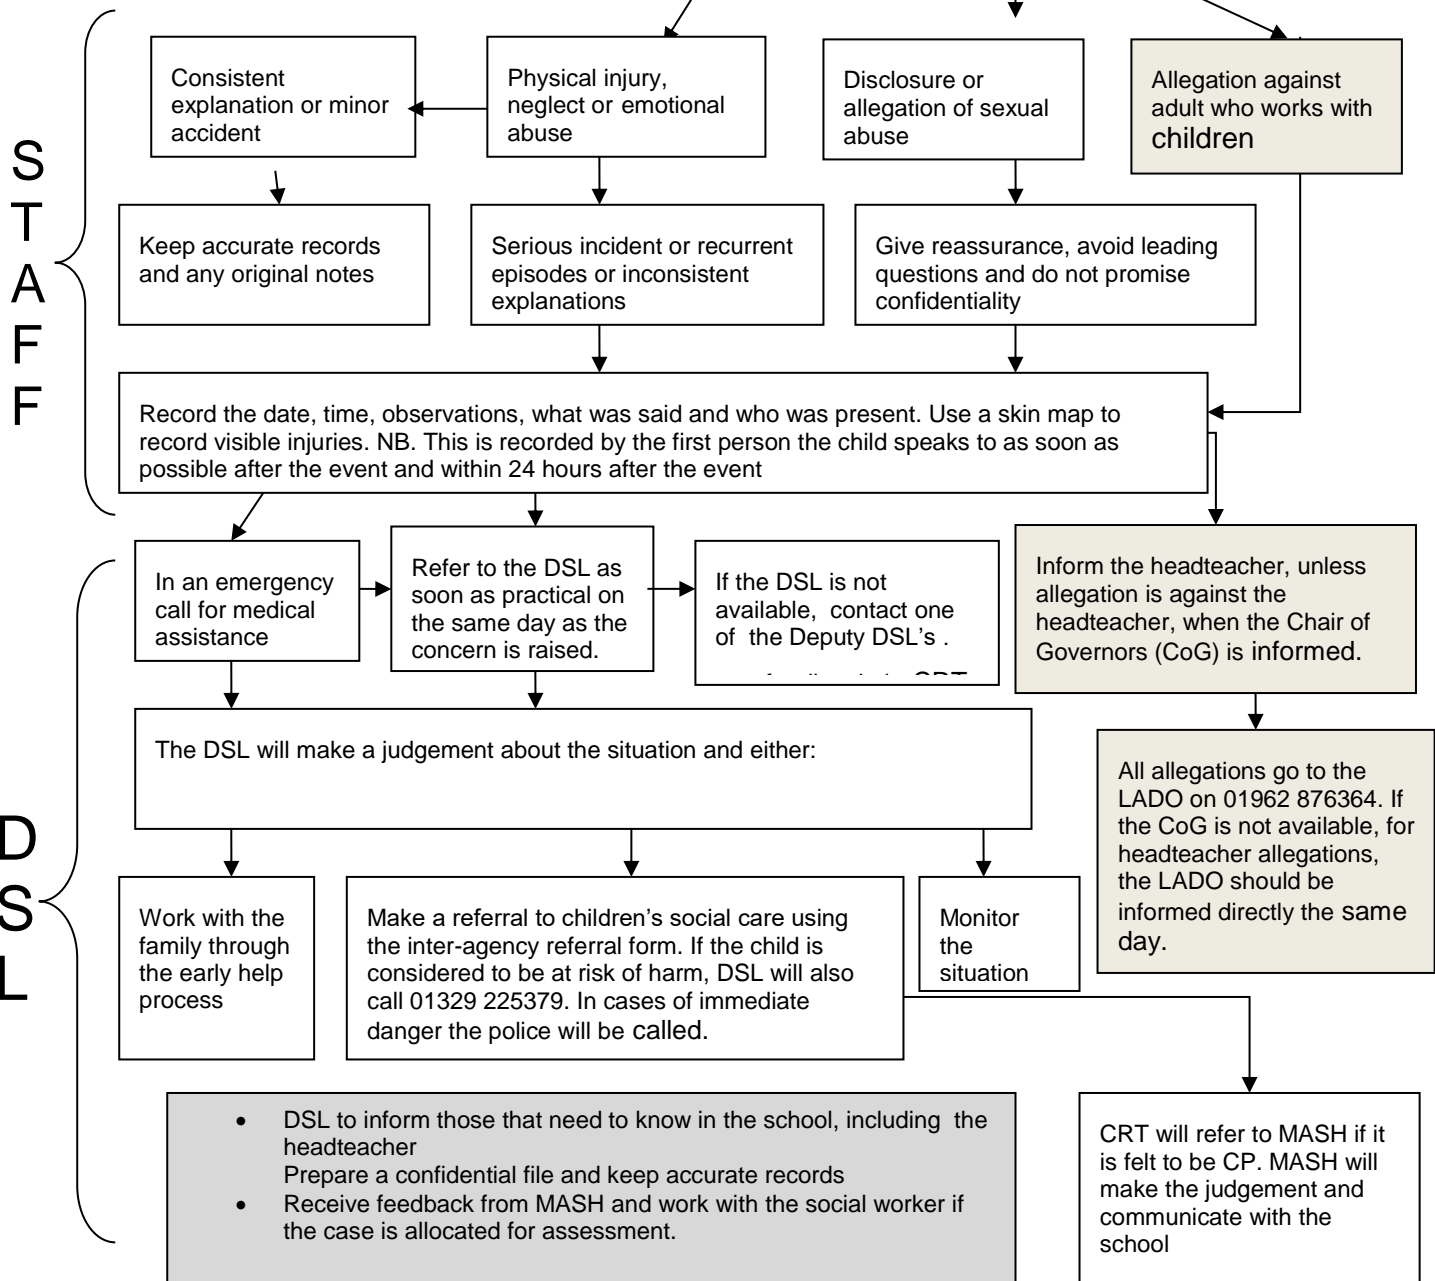 Consistent
explanation or minor
accident
Physical injury,
neglect or emotional
abuse
Disclosure or
allegation of sexual
abuse
Allegation against
adult who works with
children
S
T
A
F
F
Keep accurate records
and any original notes
Serious incident or recurrent
episodes or inconsistent
explanations
Give reassurance, avoid leading
questions and do not promise
confidentiality
Record the date, time, observations, what was said and who was present. Use a skin map to
record visible injuries. NB. This is recorded by the first person the child speaks to as soon as
possible after the event and within 24 hours after the event
In an emergency
call for medical
assistance
Refer to the DSL as
soon as practical on
the same day as the
concern is raised.
If the DSL is not
available,  contact one
of  the Deputy DSL’s .
Inform the headteacher, unless
allegation is against the
headteacher, when the Chair of
Governors (CoG) is informed.
The DSL will make a judgement about the situation and either:
All allegations go to the
LADO on 01962 876364. If
the CoG is not available, for
headteacher allegations,
the LADO should be
informed directly the same
day.
D
S
L
Work with the
family through
the early help
process
Make a referral to children’s social care using
the inter-agency referral form. If the child is
considered to be at risk of harm, DSL will also
call 01329 225379. In cases of immediate
danger the police will be called.
Monitor
the
situation
• DSL to inform those that need to know in the school, including  the
headteacher
Prepare a confidential file and keep accurate records
• Receive feedback from MASH and work with the social worker if
the case is allocated for assessment.
CRT will refer to MASH if it
is felt to be CP. MASH will
make the judgement and
communicate with the
school